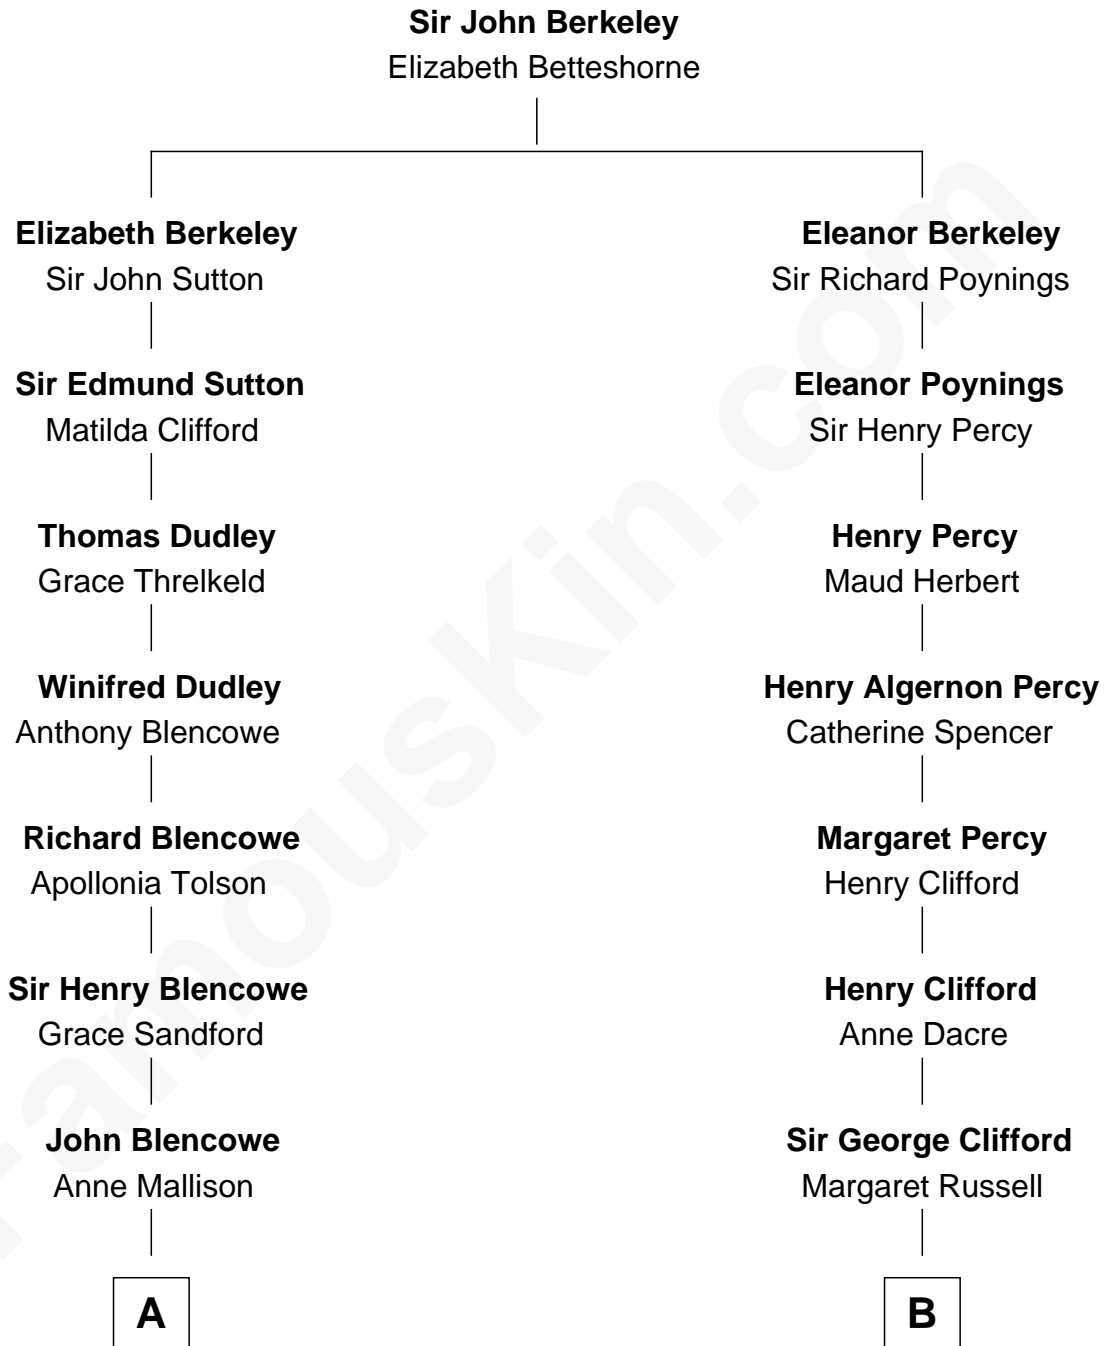 Sir John Berkeley
Elizabeth Betteshorne
Elizabeth Berkeley
Sir John Sutton
Eleanor Berkeley
Sir Richard Poynings
Sir Edmund Sutton
Matilda Clifford
Eleanor Poynings
Sir Henry Percy
Thomas Dudley
Grace Threlkeld
Henry Percy
Maud Herbert
Winifred Dudley
Anthony Blencowe
Henry Algernon Percy
Catherine Spencer
Richard Blencowe
Apollonia Tolson
Margaret Percy
Henry Clifford
Sir Henry Blencowe
Grace Sandford
Henry Clifford
Anne Dacre
John Blencowe
Anne Mallison
Sir George Clifford
Margaret Russell
A
B
FamousKin.com